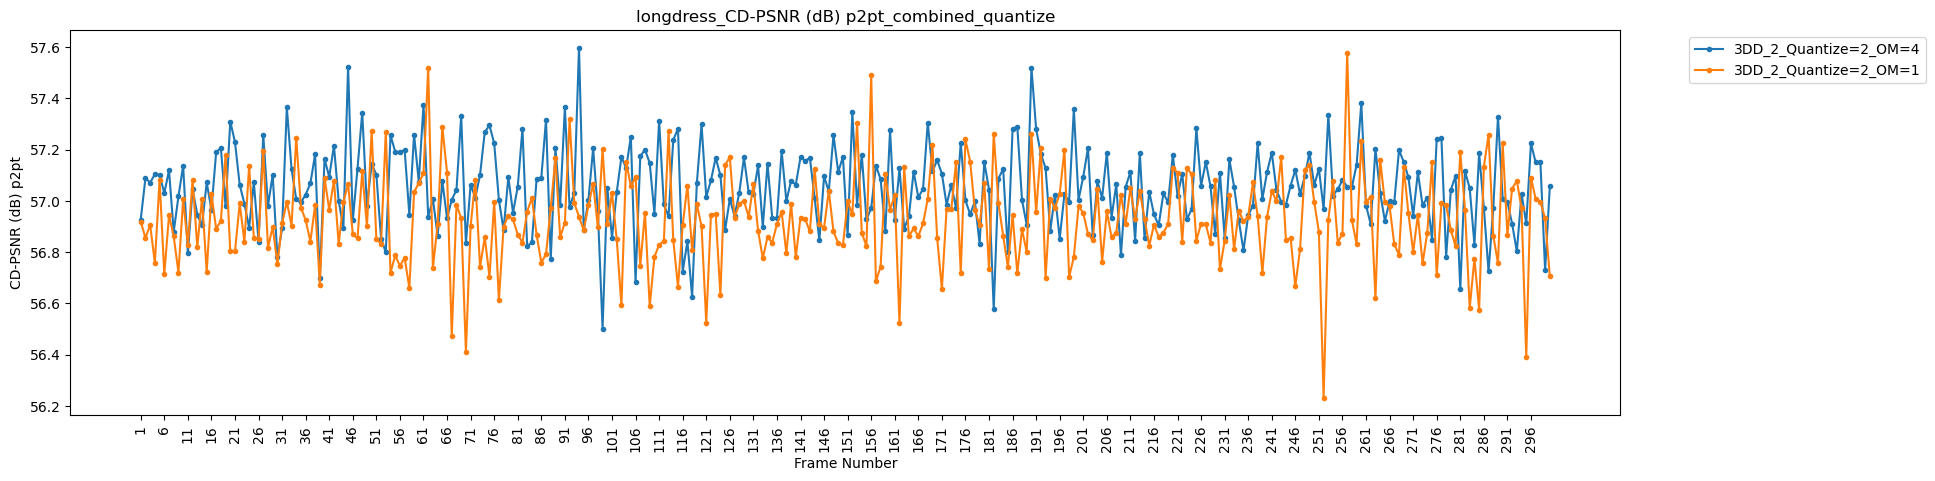 longdress_CD-PSNR (dB) p2pt_combined_quantize
CD-PSNR (dB) p2pt
57.6
57.4
57.2
57.0
56.8
56.6
56.4
56.2
1 6 11 16 21 26 31 36 41 46 51 56 61 66 71 76 81 86 91 96 101 106 111 116 121 126 131 136 141 146 151 156 161 166 171 176 181 186 191 196 201 206 211 216 221 226 231 236 241 246 251 256 261 266 271 276 281 286 291 296
Frame Number
3DD_2_Quantize=2_OM=4
3DD_2_Quantize=2_OM=1